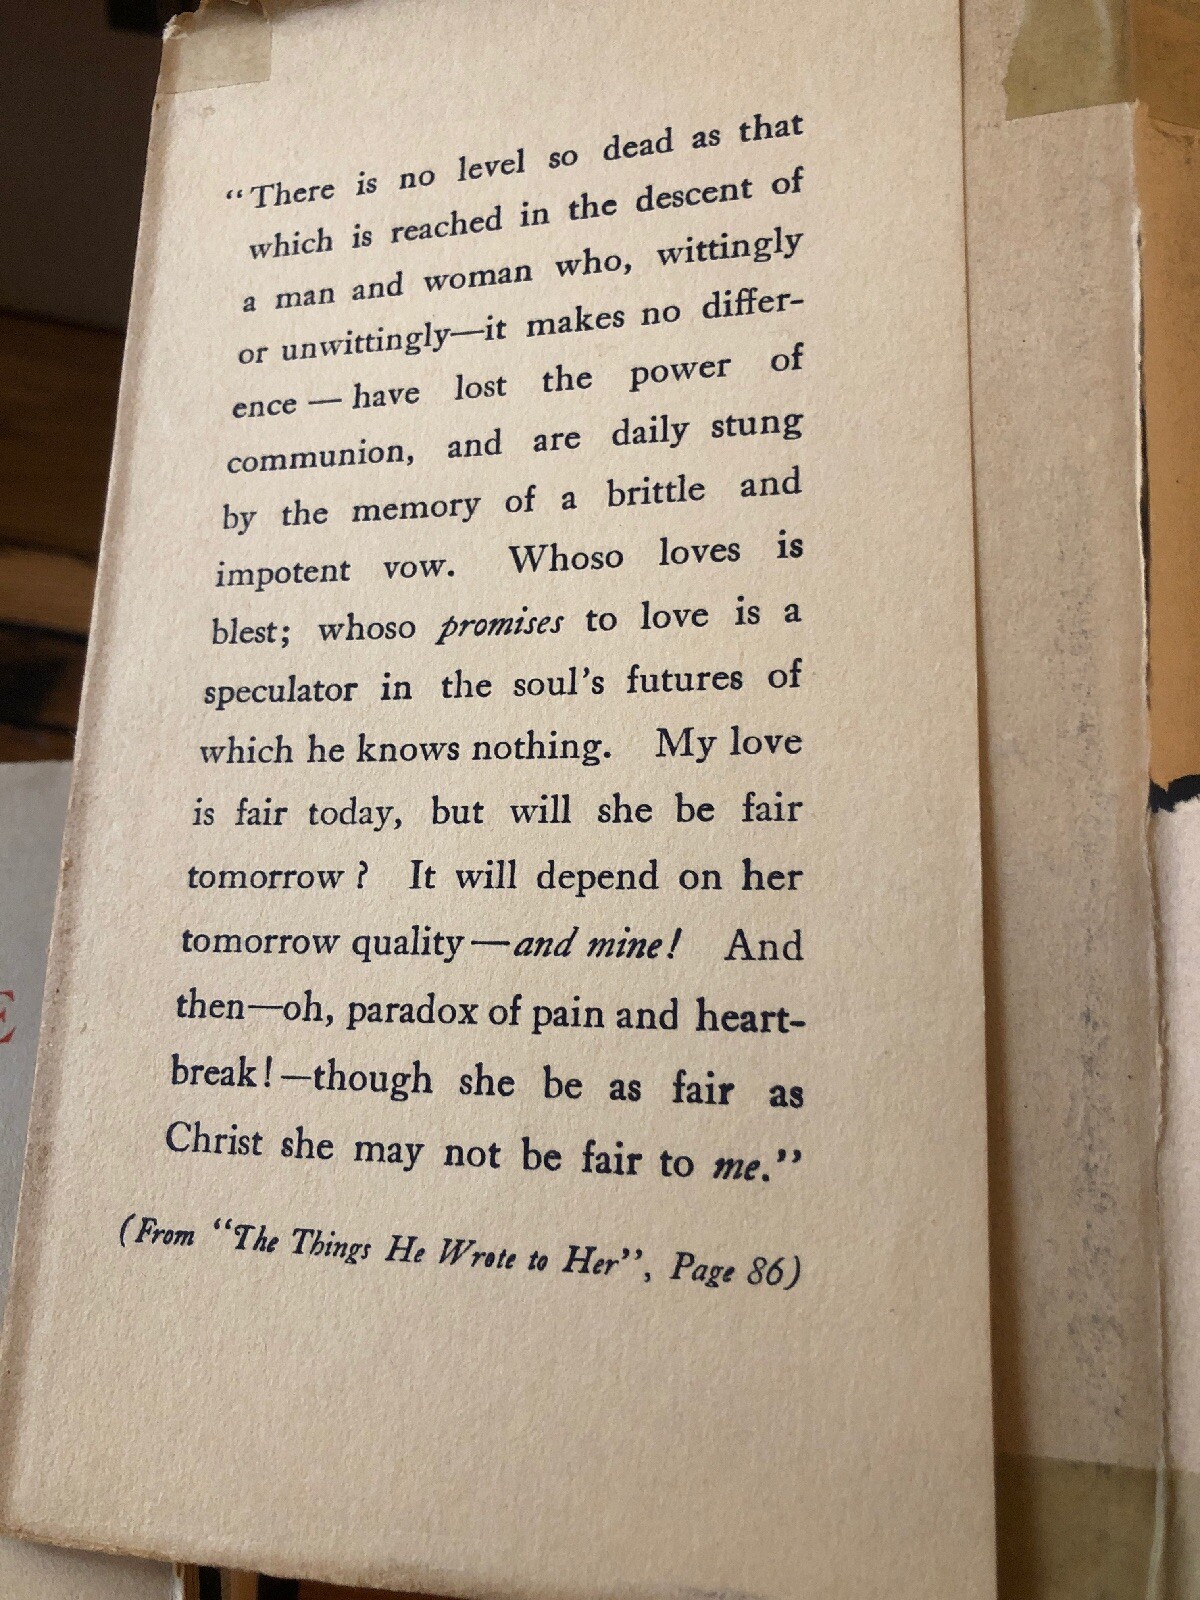 “There is no level so dead as that
which is reached in the descent of
a man and woman who, wittingly
or unwittingly—it makes no differ-
ence — have lost the power of
communion, and are daily stung
by the memory of a brittle and
impotent vow. Whoso loves is
blest; whoso promises to love is a
speculator in the soul’s futures of
which he knows nothing. My love
is fair today, but will she be fair
tomorrow? It will depend on her
tomorrow quality—and mine! And
then—oh, paradox of pain and heart-
break!—though she be as fair as
Christ she may not be fair to me.”
(From “The Things He Wrote to Her”, Page 86)
E